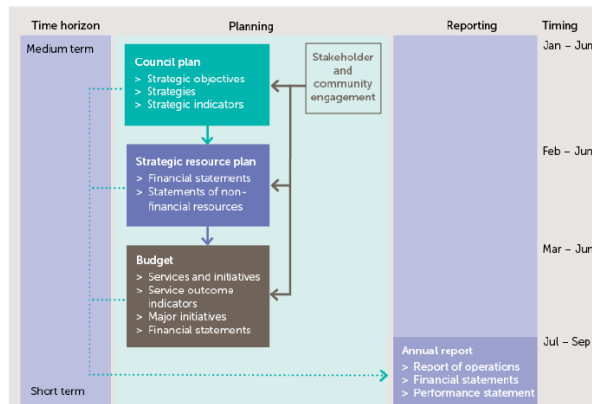 Time horizon
Planning
Reporting
Timing
Medium term
Council plan
> Strategic objectives
> Strategies
> Strategic indicators
Stakeholder
and
community
engagement
Jan – Jun
Strategic resource plan
> Financial statements
> Statements of non-
financial resources
Feb – Jun
Budget
> Services and initiatives
> Service outcome
indicators
> Major initiatives
> Financial statements
Mar – Jun
Jul – Sep
Annual report
> Report of operations
> Financial statements
> Performance statement
Short term